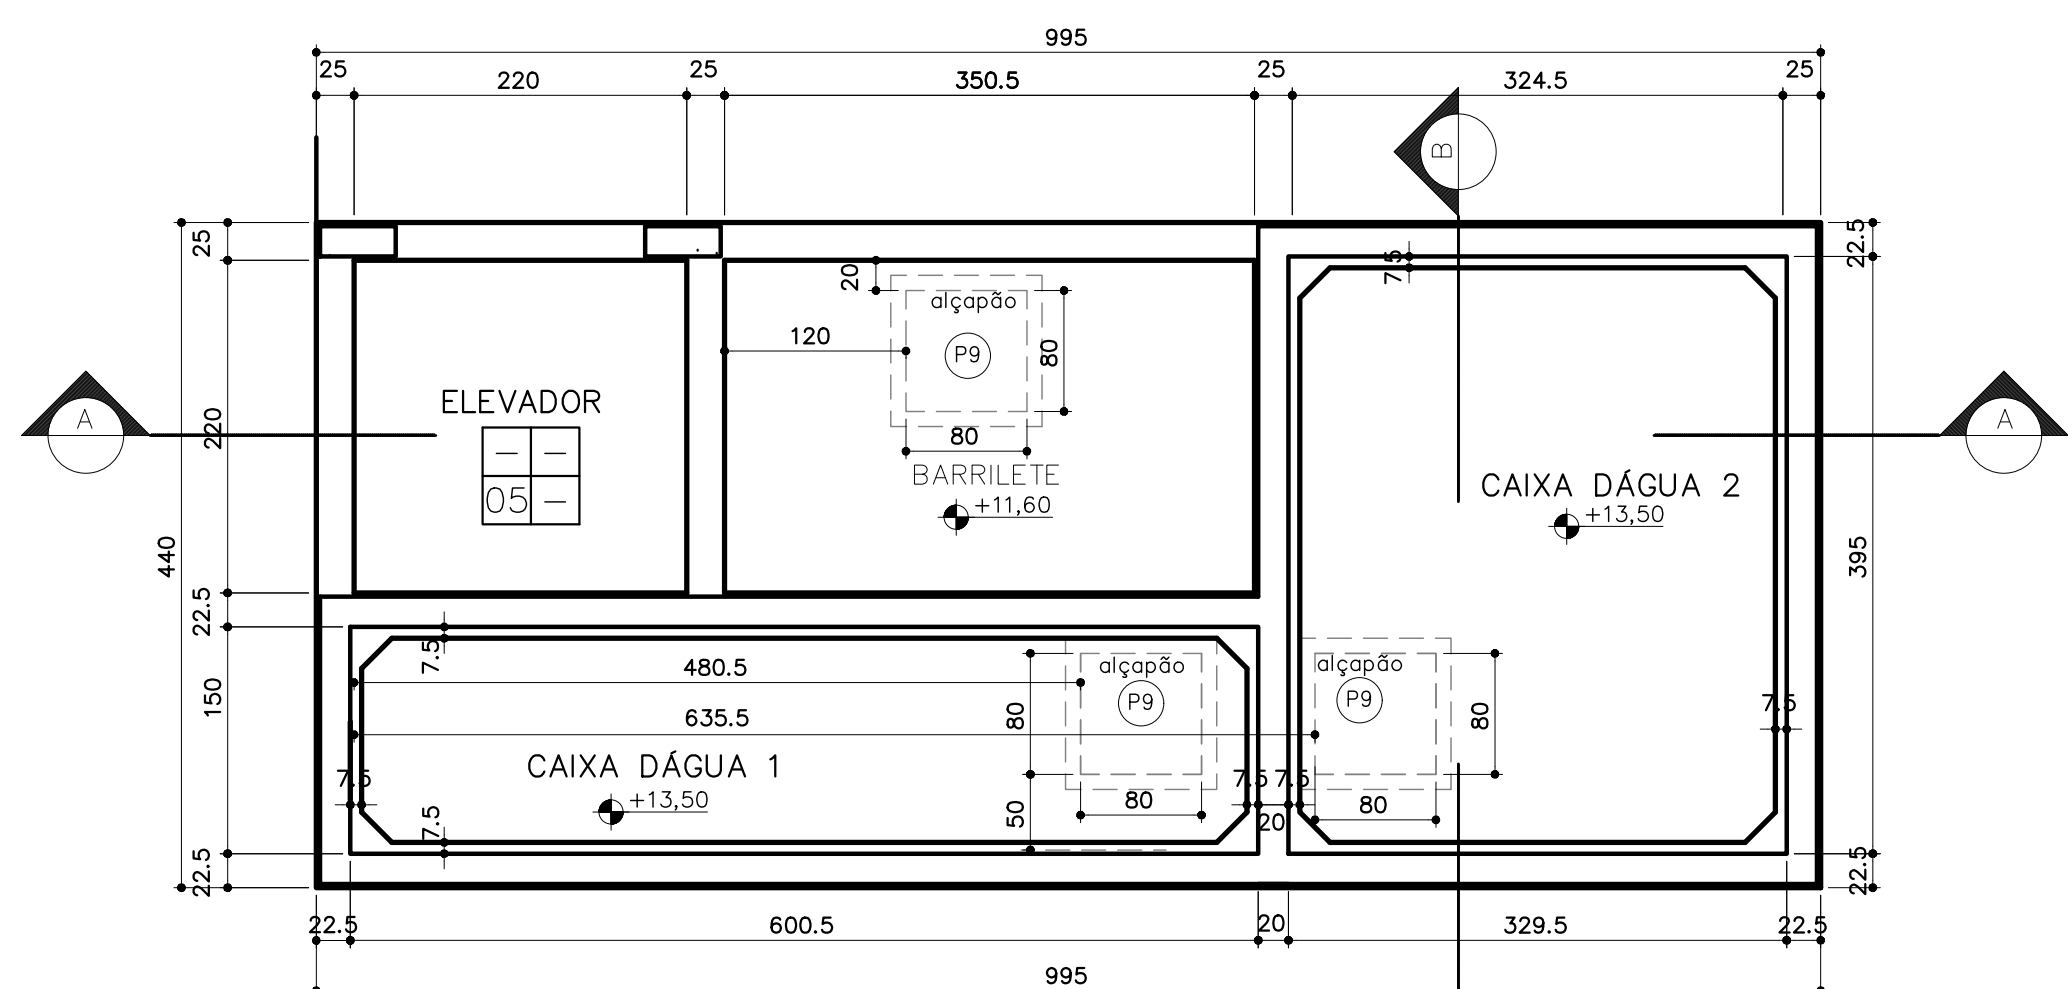 995
25 220 25 350.5 25 324.5 25
B
25
22.5
20
alçapão
7.5
120
P9
80
ELEVADOR
A
220
A
– –
80
BARRILETE
05 –
+11,60
CAIXA DÁGUA 2
+13,50
440
395
22.5
7.5
480.5
alçapão
alçapão
150
P9
P9
7.5
635.5
80
80
CAIXA DÁGUA 1
7.5
7.5 7.5
+13,50
80
80
7.5
50
20
22.5
22.5
22.5 600.5 20 329.5 22.5
995